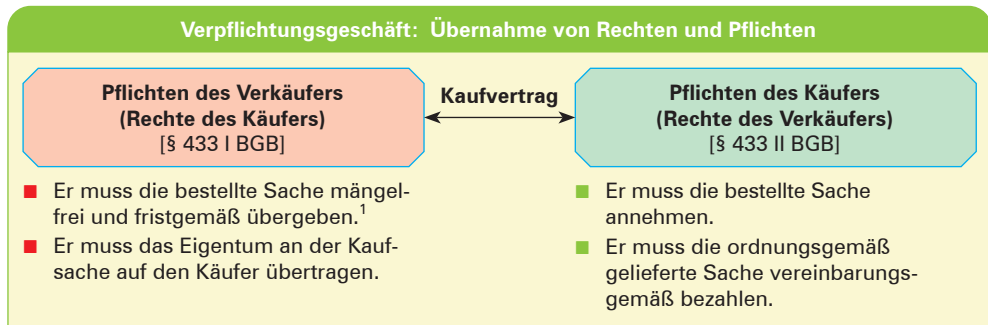 Verpflichtungsgeschäft: Übernahme von Rechten und Pflichten
Pflichten des Verkäufers
(Rechte des Käufers)
[§ 433 I BGB]
Kaufvertrag
Pflichten des Käufers
(Rechte des Verkäufers)
[§ 433 II BGB]
■ Er muss die bestellte Sache mängel-
frei und fristgemäß übergeben.¹
■ Er muss das Eigentum an der Kauf-
sache auf den Käufer übertragen.
■ Er muss die bestellte Sache
annehmen.
■ Er muss die ordnungsgemäß
gelieferte Sache vereinbarungs-
gemäß bezahlen.